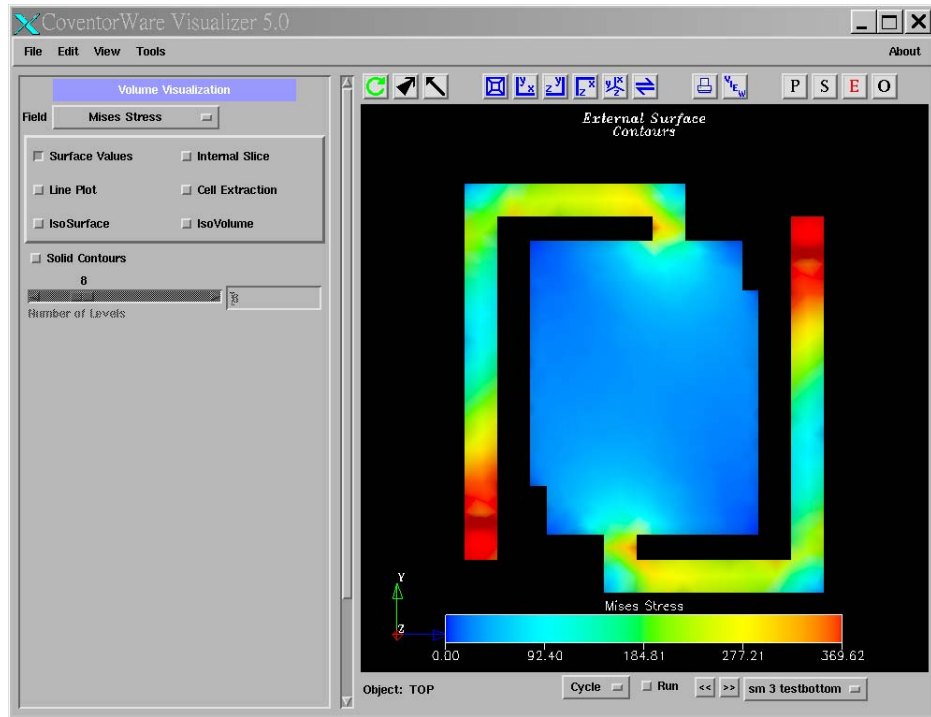 CoventorWare Visualizer 5.0
File Edit View Tools About
Volume Visualization
Field Mises Stress
Surface Values Internal Slice
Line Plot Cell Extraction
IsoSurface IsoVolume
Solid Contours
8
8
Number of Levels
P S E O
External Surface
Contours
Y
Z
Mises Stress
0.00 92.40 184.81 277.21 369.62
Object: TOP Cycle Run << >> sm 3 testbottom